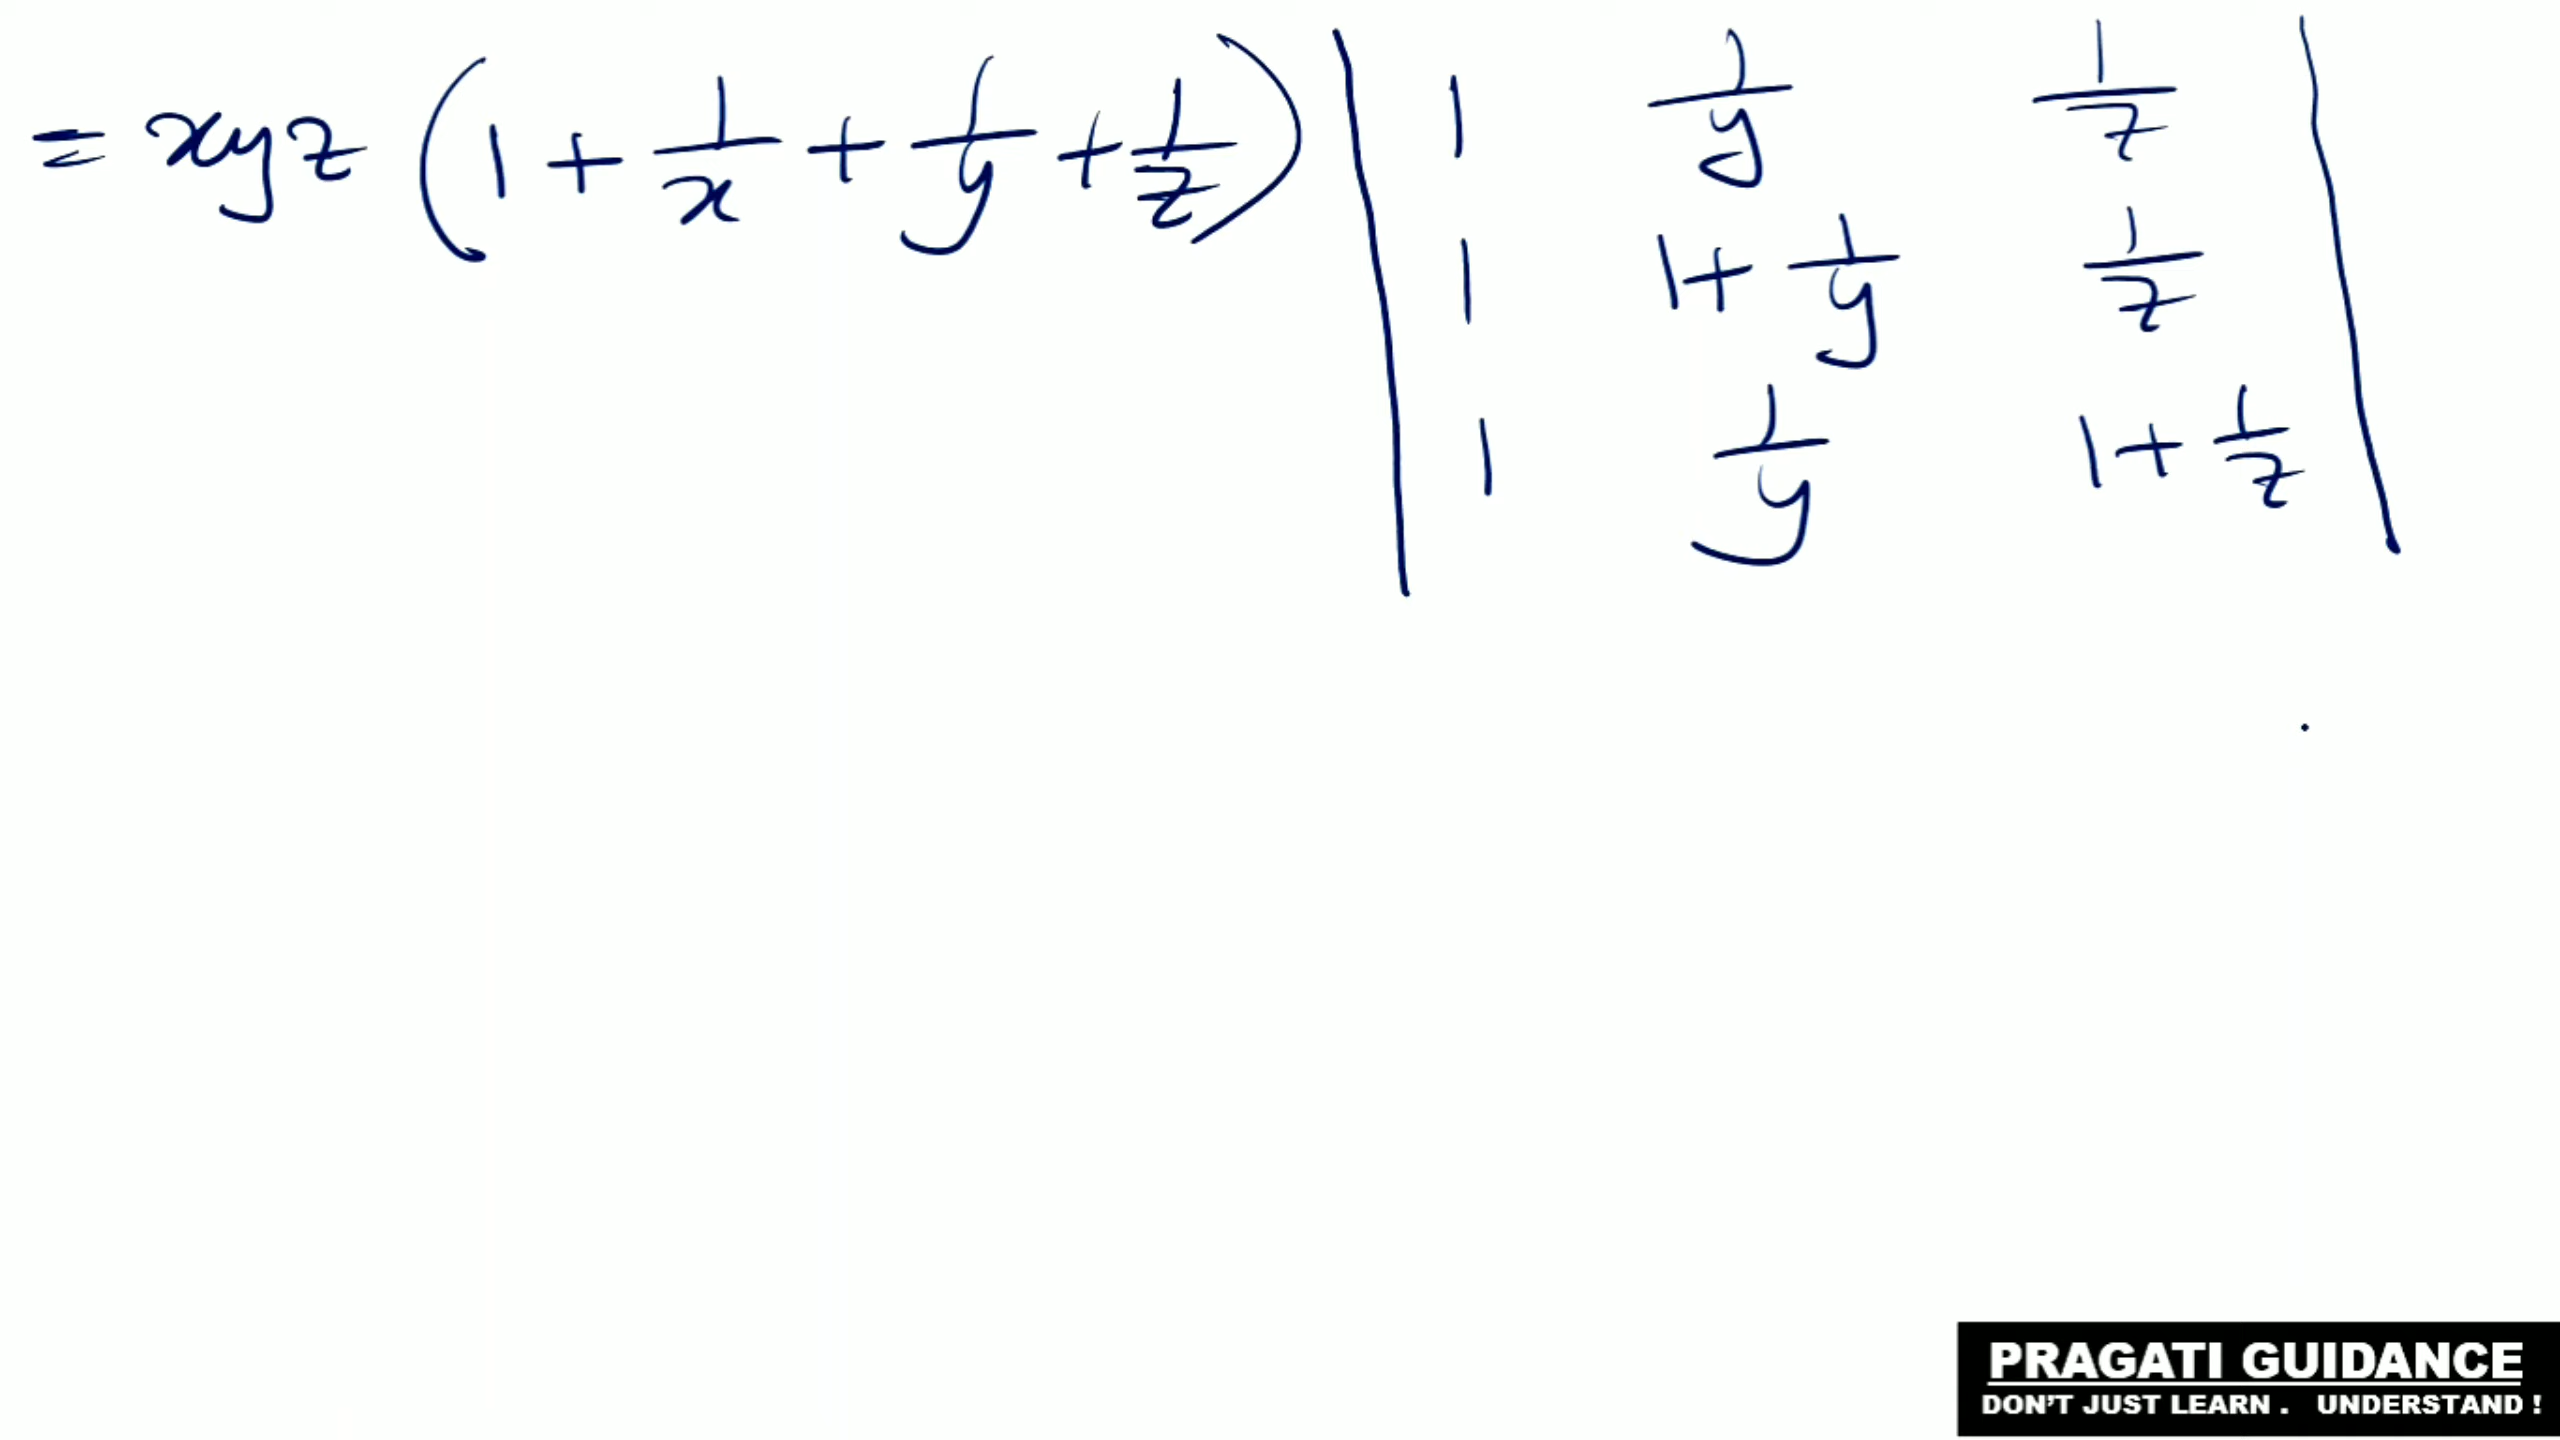 = xyz (1 + 1/x + 1/y + 1/z) | 1 1/y 1/z |
| 1 1+1/y 1/z |
| 1 1/y 1+1/z |
PRAGATI GUIDANCE
DON'T JUST LEARN . UNDERSTAND !